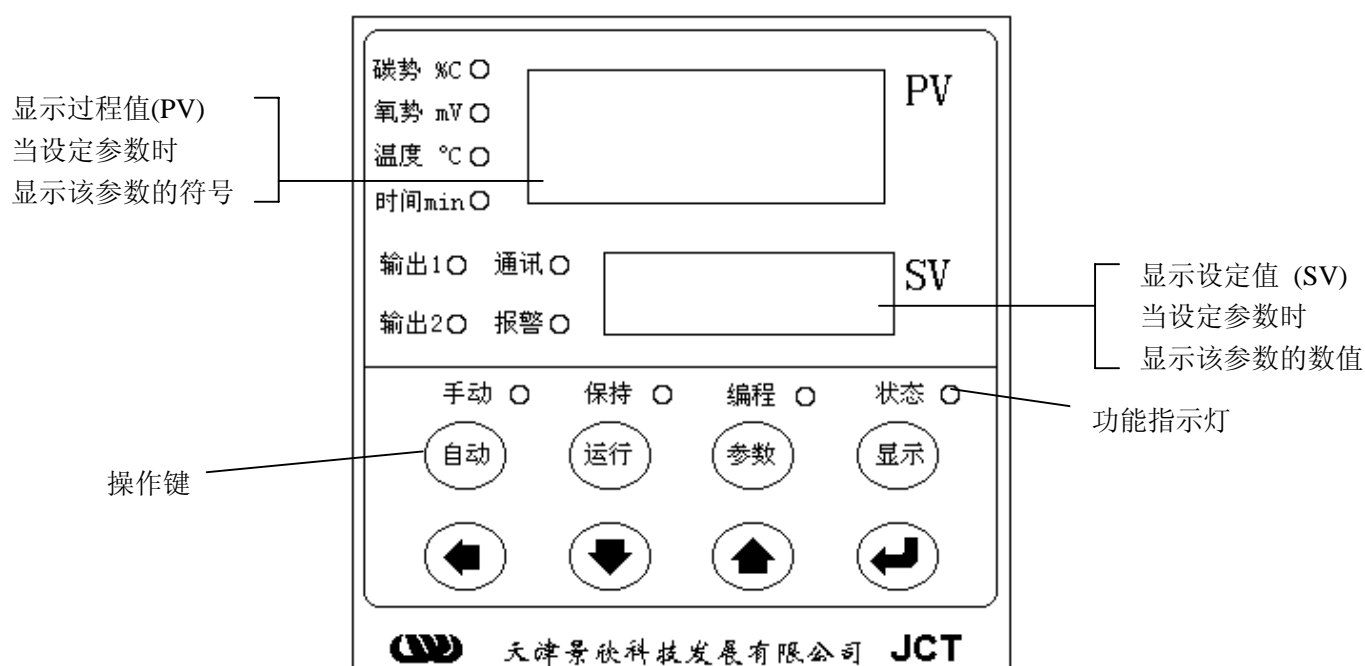 碳势 %C
氧势 mV
温度 ℃
时间min
PV
显示过程值(PV)
当设定参数时
显示该参数的符号
输出1 通讯
输出2 报警
SV
显示设定值 (SV)
当设定参数时
显示该参数的数值
手动 保持 编程 状态
功能指示灯
自动 运行 参数 显示
操作键
天津景欣科技发展有限公司 JCT